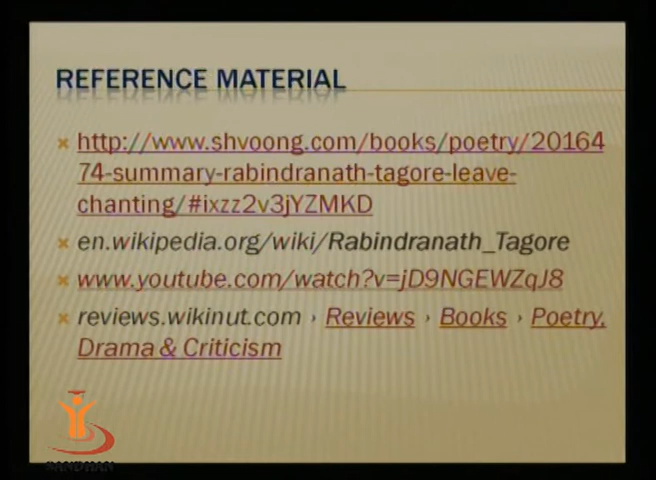 REFERENCE MATERIAL
http://www.shvoong.com/books/poetry/20164
74-summary-rabindranath-tagore-leave-
chanting/#ixzz2v3jYZMKD
en.wikipedia.org/wiki/Rabindranath_Tagore
www.youtube.com/watch?v=jD9NGEWZqJ8
reviews.wikinut.com › Reviews › Books › Poetry,
Drama & Criticism
SANDHAN